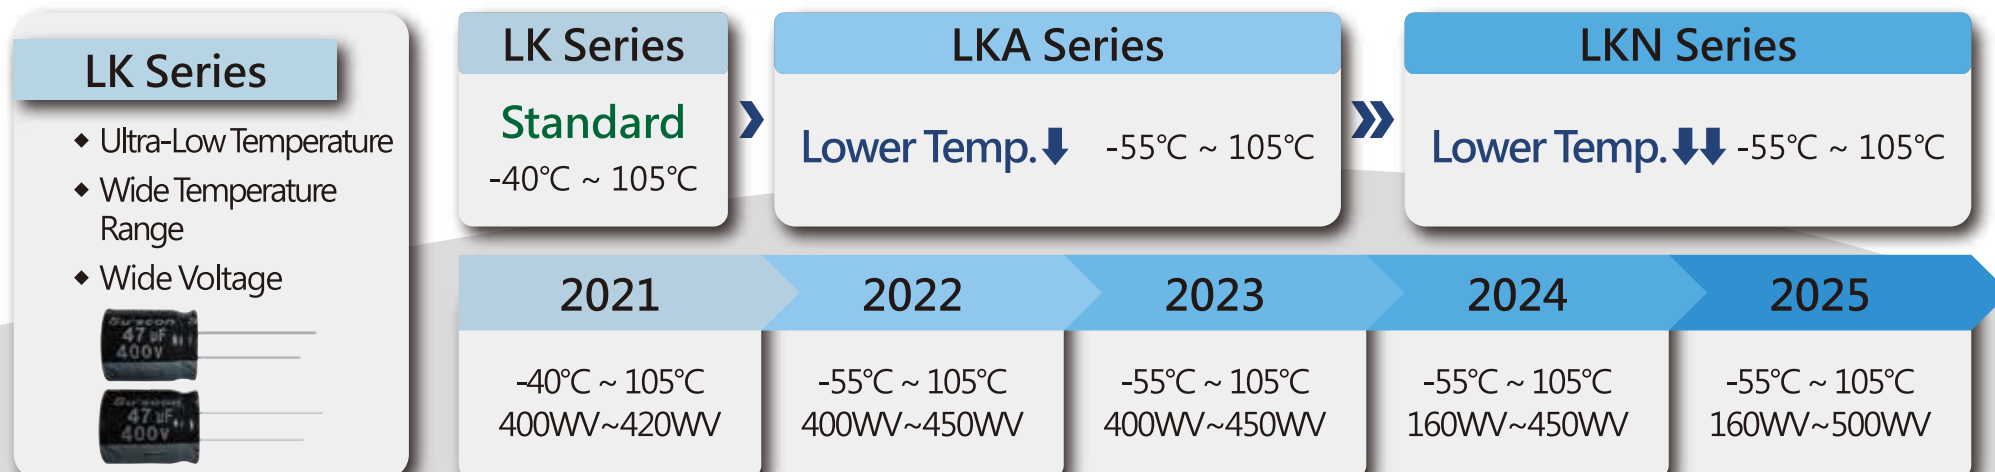 LK Series
◆ Ultra-Low Temperature
◆ Wide Temperature
Range
◆ Wide Voltage
47 uF
400V
47 uF
400V
LK Series
Standard
-40℃ ~ 105℃
LKA Series
Lower Temp. -55℃ ~ 105℃
LKN Series
Lower Temp. -55℃ ~ 105℃
2021
2022
2023
2024
2025
-40℃ ~ 105℃
400WV~420WV
-55℃ ~ 105℃
400WV~450WV
-55℃ ~ 105℃
400WV~450WV
-55℃ ~ 105℃
160WV~450WV
-55℃ ~ 105℃
160WV~500WV